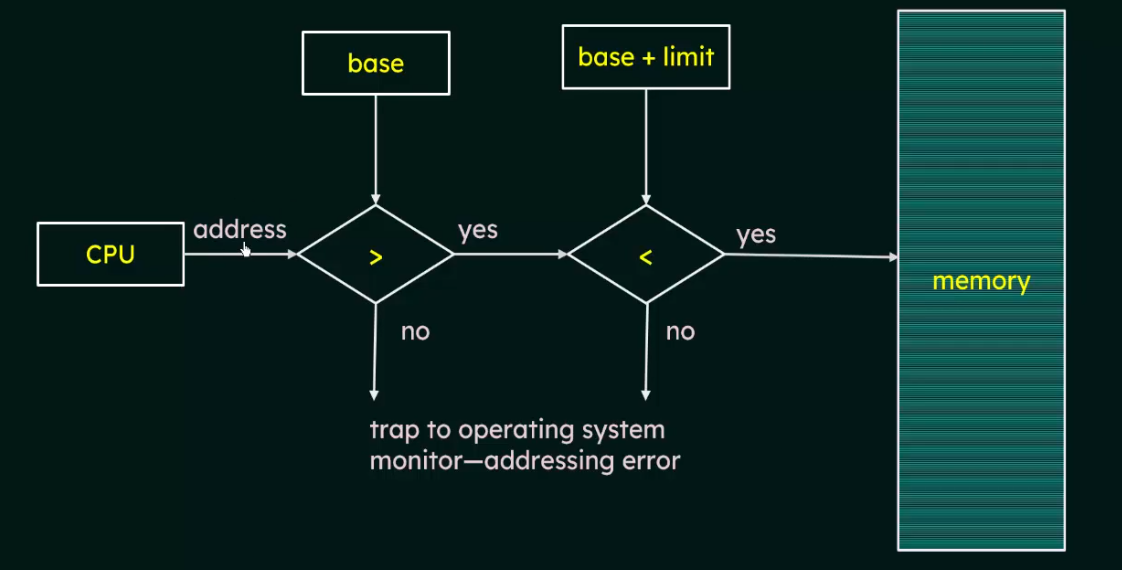 base
base + limit
address
yes
yes
CPU
>
<
memory
no
no
trap to operating system
monitor—addressing error